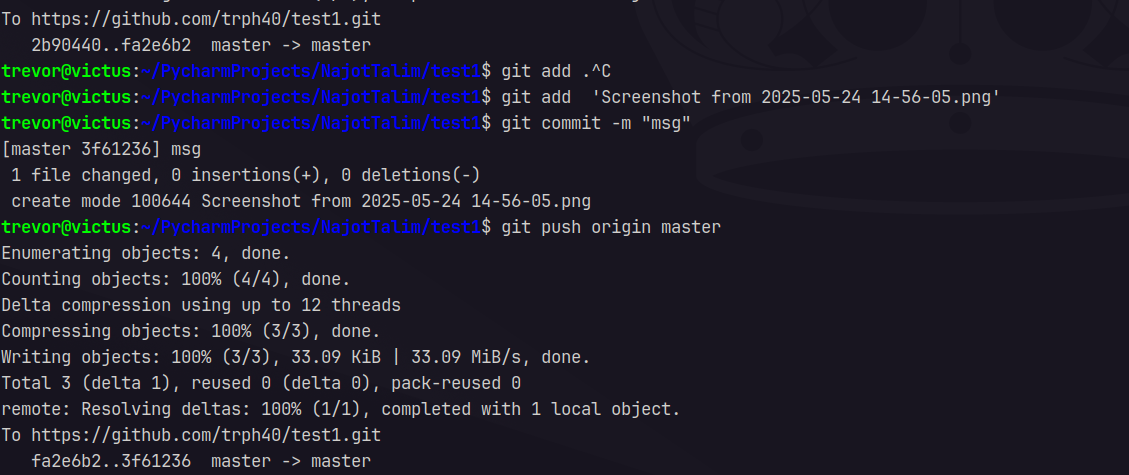 To https://github.com/trph40/test1.git
   2b90440..fa2e6b2  master -> master
trevor@victus:~/PycharmProjects/NajotTalim/test1$ git add .^C
trevor@victus:~/PycharmProjects/NajotTalim/test1$ git add  'Screenshot from 2025-05-24 14-56-05.png'
trevor@victus:~/PycharmProjects/NajotTalim/test1$ git commit -m "msg"
[master 3f61236] msg
 1 file changed, 0 insertions(+), 0 deletions(-)
 create mode 100644 Screenshot from 2025-05-24 14-56-05.png
trevor@victus:~/PycharmProjects/NajotTalim/test1$ git push origin master
Enumerating objects: 4, done.
Counting objects: 100% (4/4), done.
Delta compression using up to 12 threads
Compressing objects: 100% (3/3), done.
Writing objects: 100% (3/3), 33.09 KiB | 33.09 MiB/s, done.
Total 3 (delta 1), reused 0 (delta 0), pack-reused 0
remote: Resolving deltas: 100% (1/1), completed with 1 local object.
To https://github.com/trph40/test1.git
   fa2e6b2..3f61236  master -> master